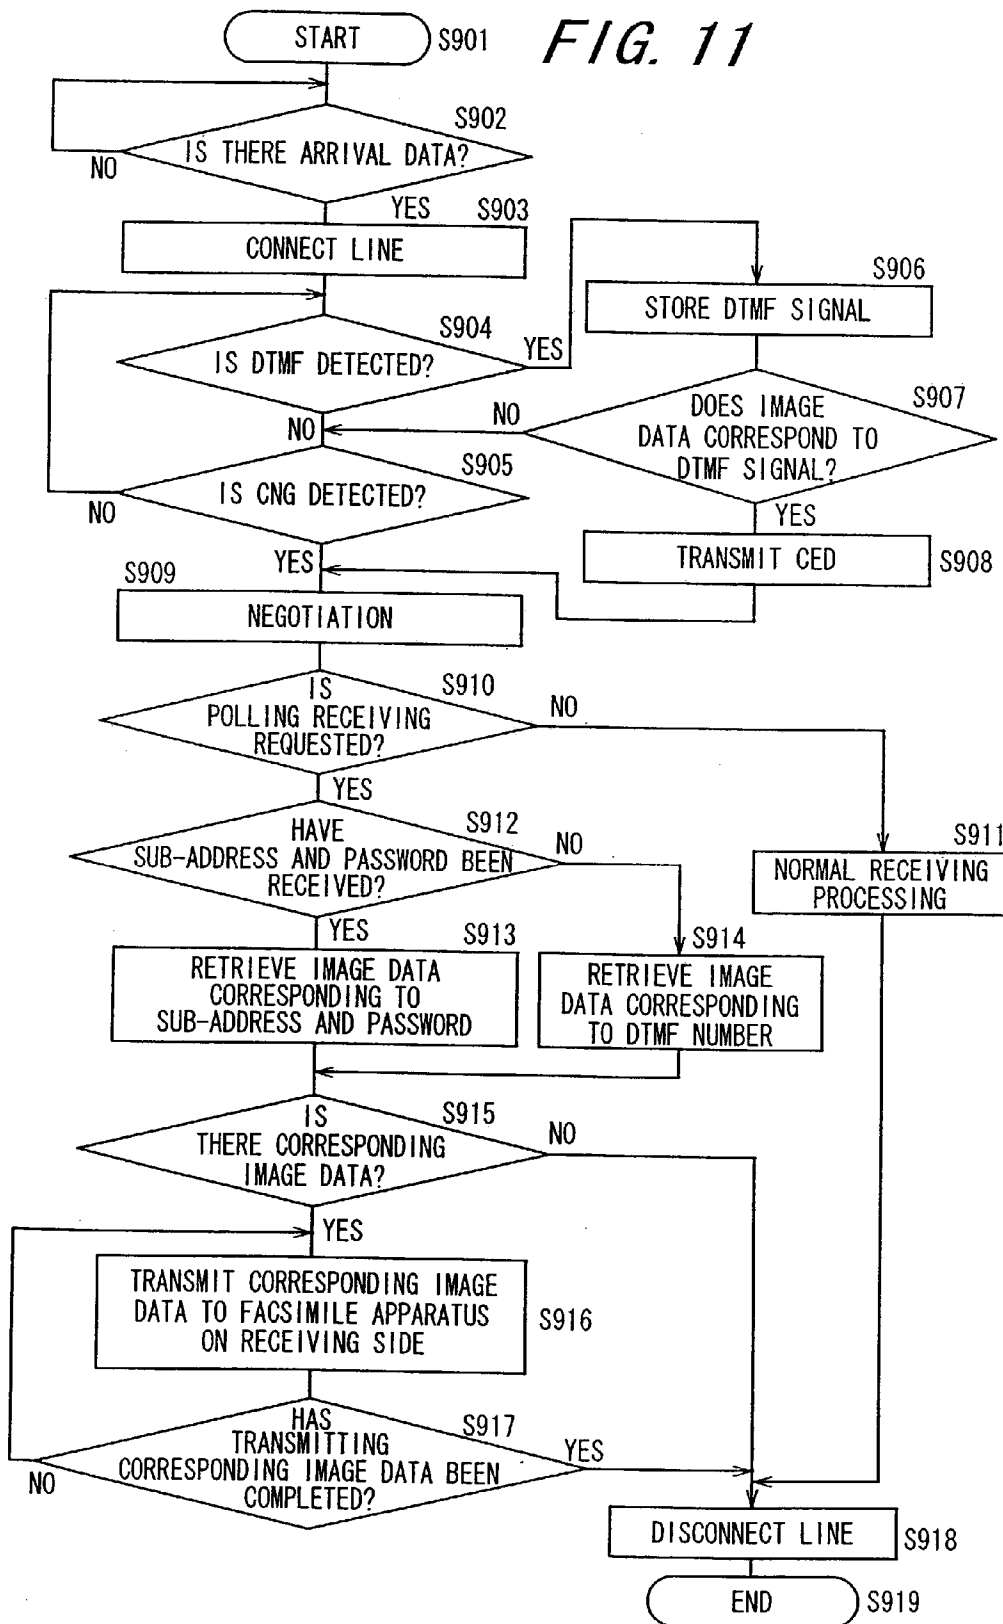 FIG. 11
START
S901
S902
IS THERE ARRIVAL DATA?
NO
YES
S903
CONNECT LINE
S904
IS DTMF DETECTED?
YES
NO
S906
STORE DTMF SIGNAL
S907
DOES IMAGE
DATA CORRESPOND TO
DTMF SIGNAL?
NO
YES
S905
IS CNG DETECTED?
NO
YES
TRANSMIT CED
S908
S909
NEGOTIATION
S910
IS
POLLING RECEIVING
REQUESTED?
NO
YES
S911
NORMAL RECEIVING
PROCESSING
S912
HAVE
SUB-ADDRESS AND PASSWORD BEEN
RECEIVED?
NO
YES
S913
RETRIEVE IMAGE DATA
CORRESPONDING TO
SUB-ADDRESS AND PASSWORD
S914
RETRIEVE IMAGE
DATA CORRESPONDING
TO DTMF NUMBER
S915
IS
THERE CORRESPONDING
IMAGE DATA?
NO
YES
TRANSMIT CORRESPONDING IMAGE
DATA TO FACSIMILE APPARATUS
ON RECEIVING SIDE
S916
S917
HAS
TRANSMITTING
CORRESPONDING IMAGE DATA BEEN
COMPLETED?
NO
YES
DISCONNECT LINE
S918
END
S919